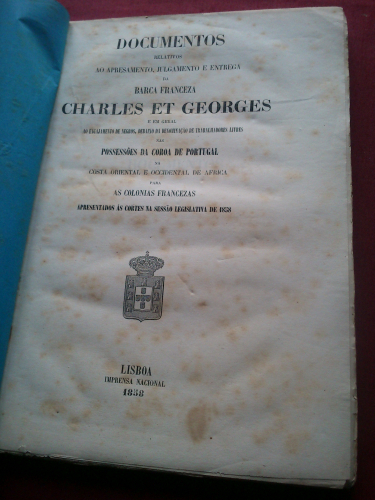 DOCUMENTOS
RELATIVOS
AO APRESAMENTO, JULGAMENTO E ENTREGA
DA
BARCA FRANCEZA
CHARLES ET GEORGES
E EM GERAL
AO ENGAJAMENTO DE NEGROS, DEBAIXO DA DENOMINAÇÃO DE TRABALHADORES LIVRES
NAS
POSSESSÕES DA COROA DE PORTUGAL
NA
COSTA ORIENTAL E OCCIDENTAL DE AFRICA
PARA
AS COLONIAS FRANCEZAS
APRESENTADOS ÁS CORTES NA SESSÃO LEGISLATIVA DE 1858
LISBOA
IMPRENSA NACIONAL
1858